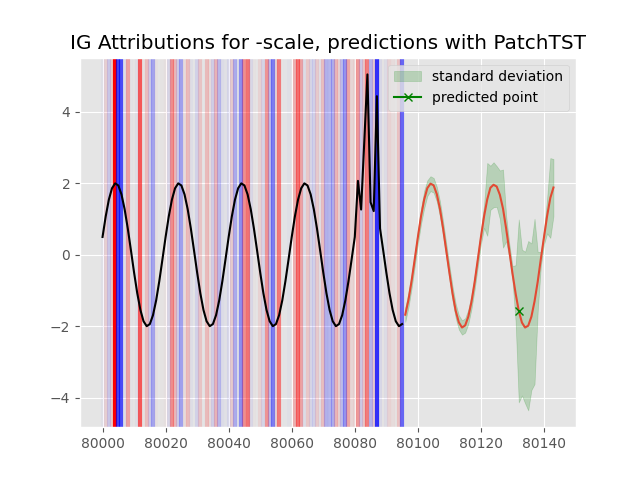 IG Attributions for -scale, predictions with PatchTST
standard deviation
predicted point
4
2
0
−2
−4
80000 80020 80040 80060 80080 80100 80120 80140